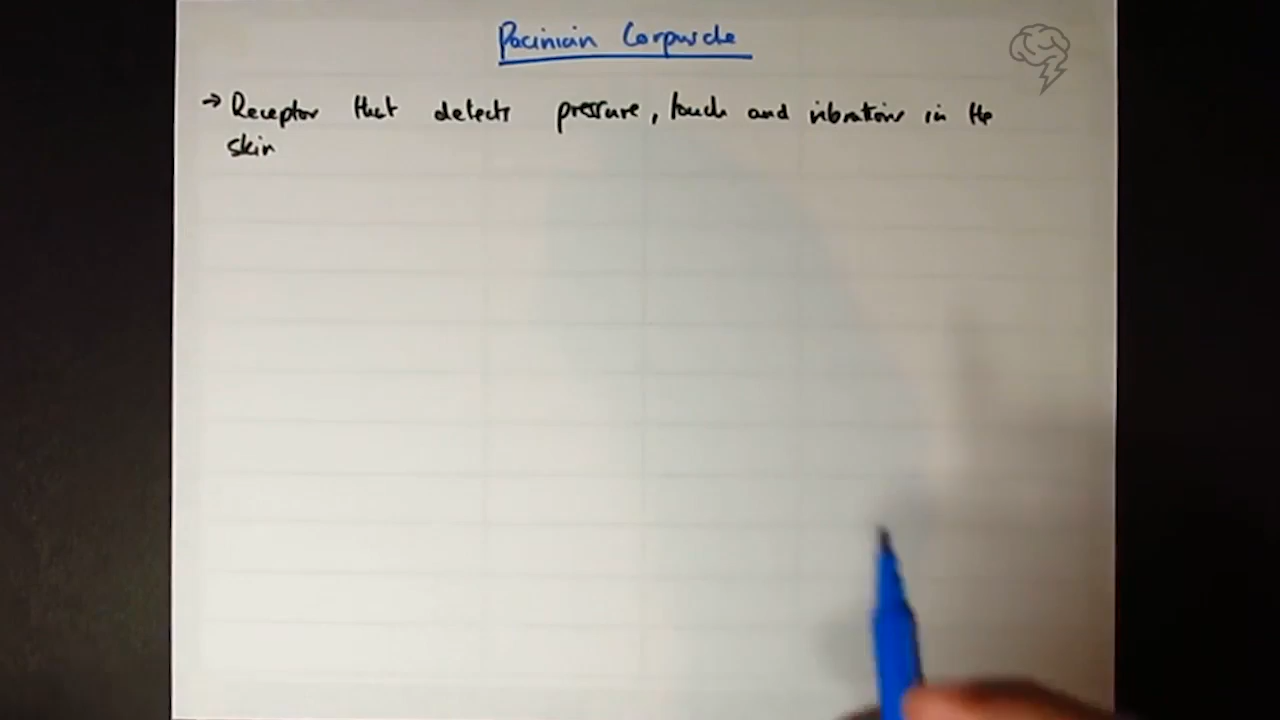 Pacinian Corpuscle
→ Receptor that detects pressure, touch and vibrations in the
skin